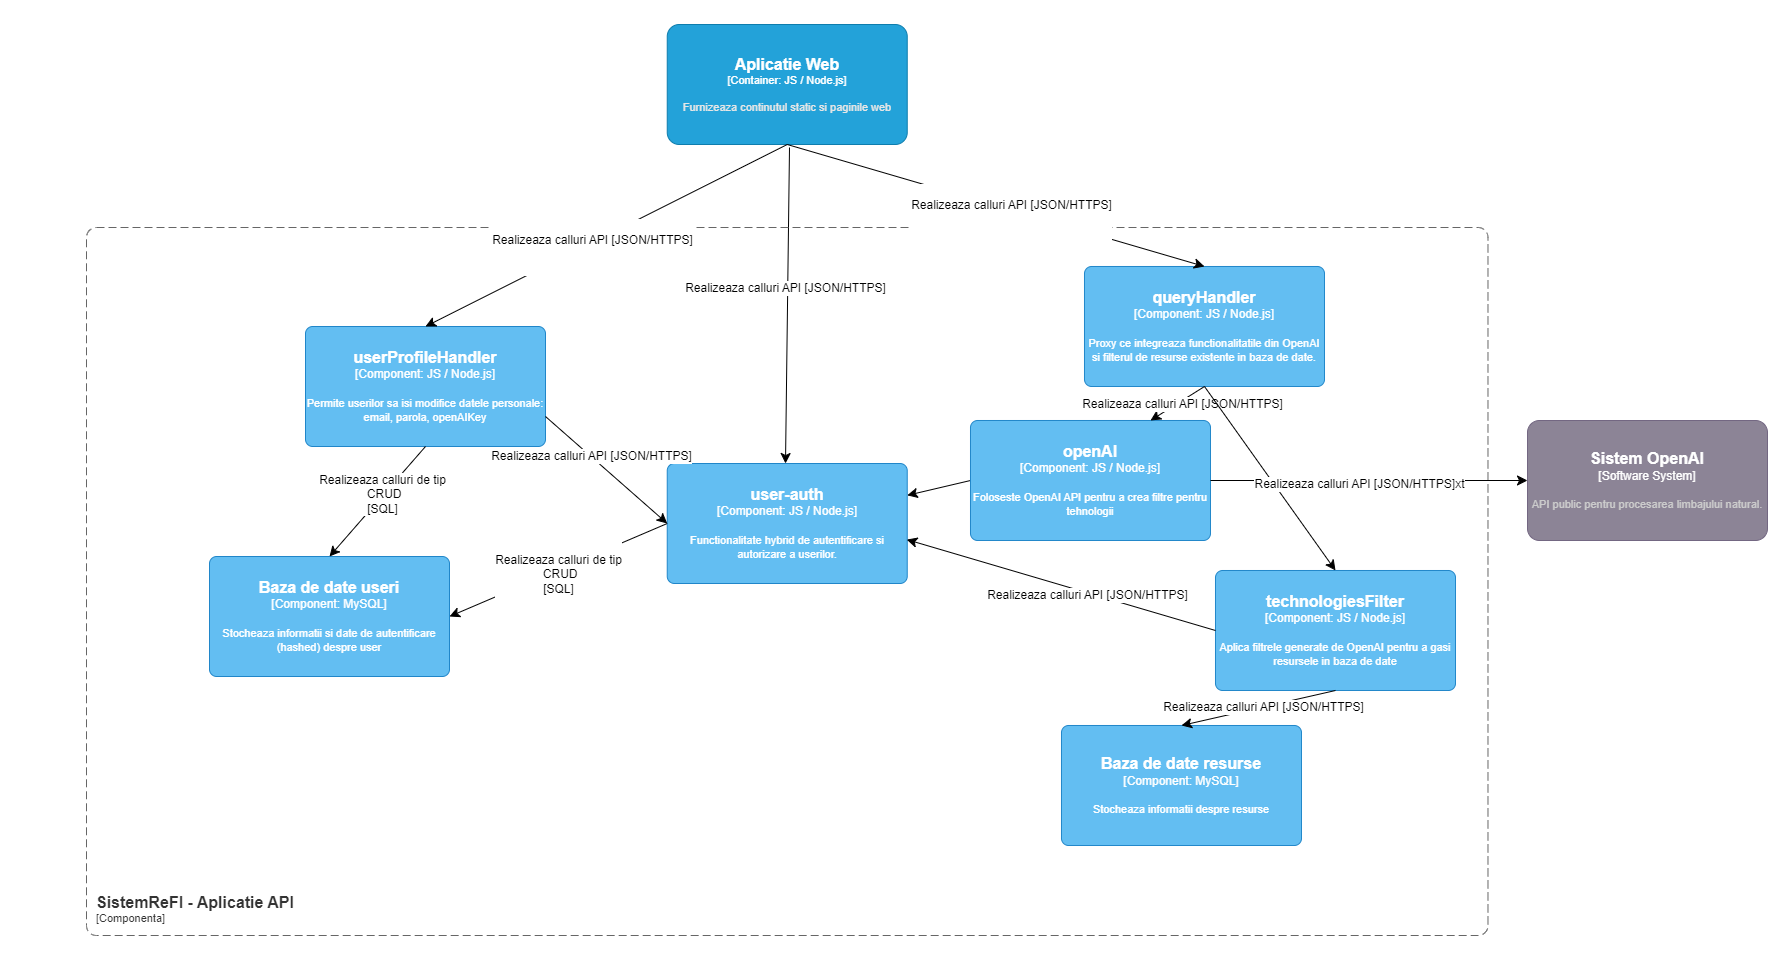 Aplicatie Web
[Container: JS / Node.js]
Furnizeaza continutul static si paginile web
Realizeaza calluri API [JSON/HTTPS]
Realizeaza calluri API [JSON/HTTPS]
Realizeaza calluri API [JSON/HTTPS]
queryHandler
[Component: JS / Node.js]
Proxy ce integreaza functionalitatile din OpenAI
si filterul de resurse existente in baza de date.
userProfileHandler
[Component: JS / Node.js]
Permite userilor sa isi modifice datele personale:
email, parola, openAIKey
Realizeaza calluri API [JSON/HTTPS]
openAI
[Component: JS / Node.js]
Foloseste OpenAI API pentru a crea filtre pentru
tehnologii
Sistem OpenAI
[Software System]
API public pentru procesarea limbajului natural.
Realizeaza calluri API [JSON/HTTPS]
Realizeaza calluri de tip
CRUD
[SQL]
user-auth
[Component: JS / Node.js]
Functionalitate hybrid de autentificare si
autorizare a userilor.
Realizeaza calluri API [JSON/HTTPS]xt
Realizeaza calluri de tip
CRUD
[SQL]
Baza de date useri
[Component: MySQL]
Stocheaza informatii si date de autentificare
(hashed) despre user
Realizeaza calluri API [JSON/HTTPS]
technologiesFilter
[Component: JS / Node.js]
Aplica filtrele generate de OpenAI pentru a gasi
resursele in baza de date
Realizeaza calluri API [JSON/HTTPS]
Baza de date resurse
[Component: MySQL]
Stocheaza informatii despre resurse
SistemReFI - Aplicatie API
[Componenta]